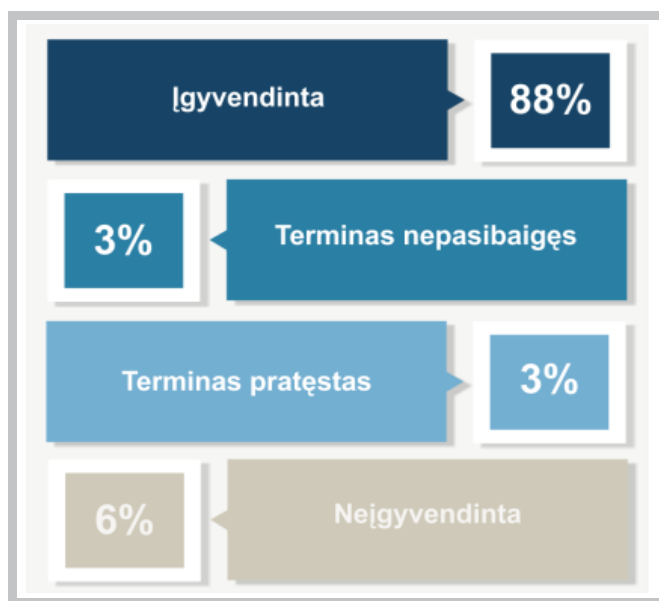 Įgyvendinta
88%
3%
Terminas nepasibaigęs
Terminas pratęstas
3%
6%
Neįgyvendinta